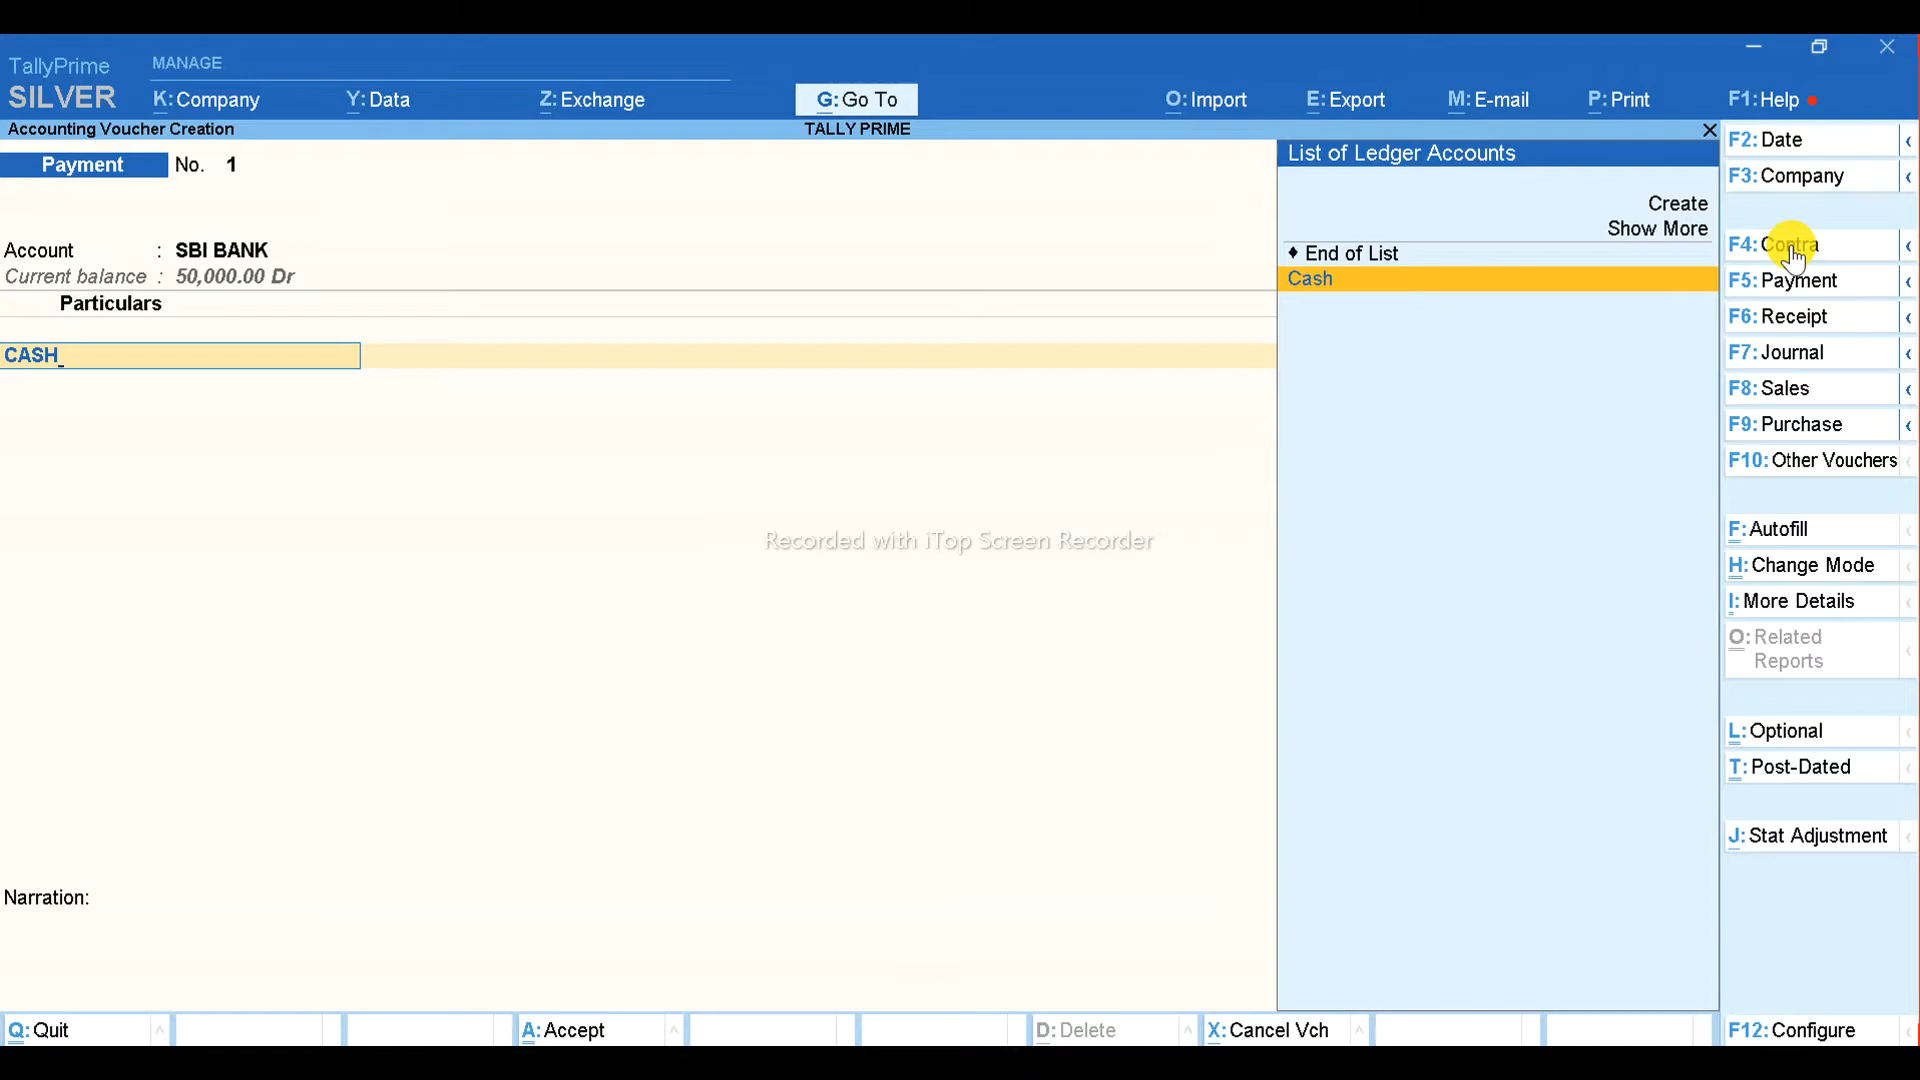 TallyPrime
SILVER
MANAGE
K: Company
Y: Data
Z: Exchange
G: Go To
O: Import
E: Export
M: E-mail
P: Print
F1: Help
Accounting Voucher Creation
TALLY PRIME
Payment No. 1
Account : SBI BANK
Current balance : 50,000.00 Dr
Particulars
CASH
Narration:
List of Ledger Accounts
Create
Show More
♦ End of List
Cash
F2: Date
F3: Company
F4: Contra
F5: Payment
F6: Receipt
F7: Journal
F8: Sales
F9: Purchase
F10: Other Vouchers
F: Autofill
H: Change Mode
I: More Details
O: Related
Reports
L: Optional
T: Post-Dated
J: Stat Adjustment
Recorded with iTop Screen Recorder
Q: Quit
A: Accept
D: Delete
X: Cancel Vch
F12: Configure